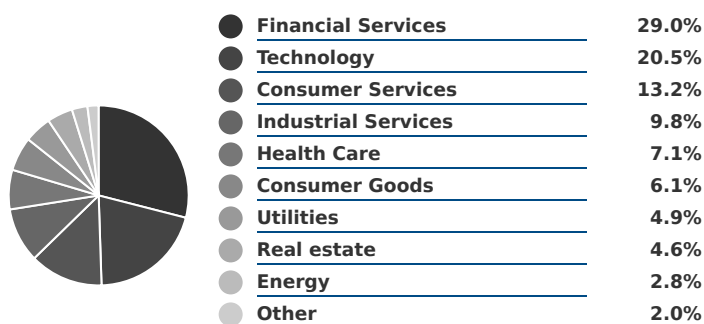 Financial Services 29.0%
Technology 20.5%
Consumer Services 13.2%
Industrial Services 9.8%
Health Care 7.1%
Consumer Goods 6.1%
Utilities 4.9%
Real estate 4.6%
Energy 2.8%
Other 2.0%